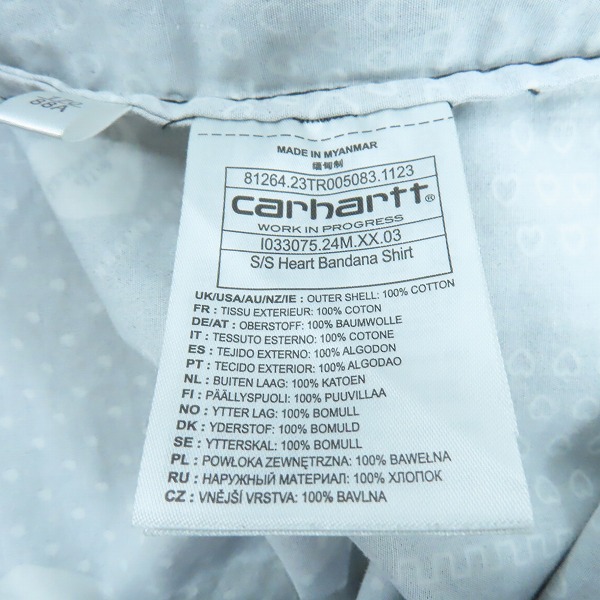 MADE IN MYANMAR
缅甸制
81264.23TR005083.1123
carhartt®
WORK IN PROGRESS
I033075.24M.XX.03
S/S Heart Bandana Shirt
UK/USA/AU/NZ/IE : OUTER SHELL: 100% COTTON
FR : TISSU EXTERIEUR: 100% COTON
DE/AT : OBERSTOFF: 100% BAUMWOLLE
IT : TESSUTO ESTERNO: 100% COTONE
ES : TEJIDO EXTERNO: 100% ALGODON
PT : TECIDO EXTERIOR: 100% ALGODAO
NL : BUITEN LAAG: 100% KATOEN
FI : PÄÄLLYSPUOLI: 100% PUUVILLAA
NO : YTTER LAG: 100% BOMULL
DK : YDERSTOF: 100% BOMULD
SE : YTTERSKAL: 100% BOMULL
PL : POWŁOKA ZEWNĘTRZNA: 100% BAWEŁNA
RU : НАРУЖНЫЙ МАТЕРИАЛ: 100% ХЛОПОК
CZ : VNĚJŠÍ VRSTVA: 100% BAVLNA